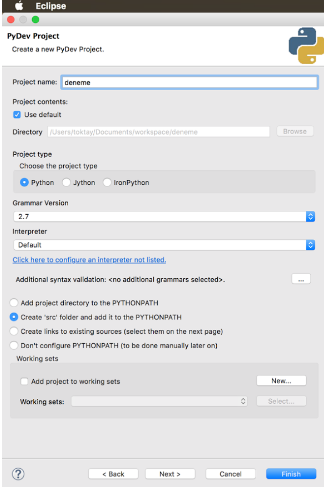 Eclipse
PyDev Project
Create a new PyDev Project.
Project name: deneme
Project contents:
Use default
Directory /Users/toktay/Documents/workspace/deneme Browse
Project type
Choose the project type
Python Jython IronPython
Grammar Version
2.7
Interpreter
Default
Click here to configure an interpreter not listed.
Additional syntax validation: <no additional grammars selected>. ...
Add project directory to the PYTHONPATH
Create 'src' folder and add it to the PYTHONPATH
Create links to existing sources (select them on the next page)
Don't configure PYTHONPATH (to be done manually later on)
Working sets
Add project to working sets New...
Working sets: Select...
? < Back Next > Cancel Finish